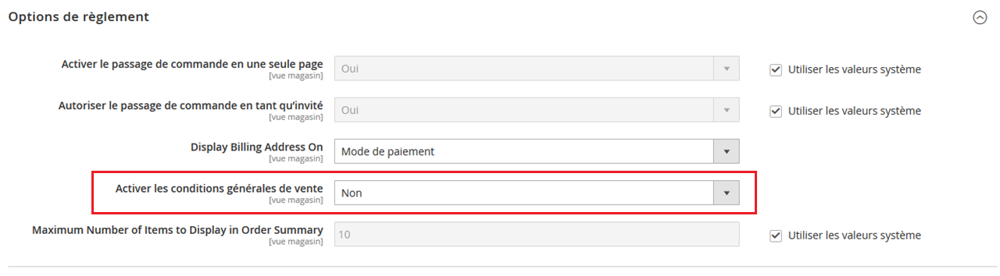 Options de règlement
Activer le passage de commande en une seule page
[vue magasin]
Oui
Utiliser les valeurs système
Autoriser le passage de commande en tant qu’invité
[vue magasin]
Oui
Utiliser les valeurs système
Display Billing Address On
[vue magasin]
Mode de paiement
Activer les conditions générales de vente
[vue magasin]
Non
Maximum Number of Items to Display in Order Summary
[vue magasin]
10
Utiliser les valeurs système